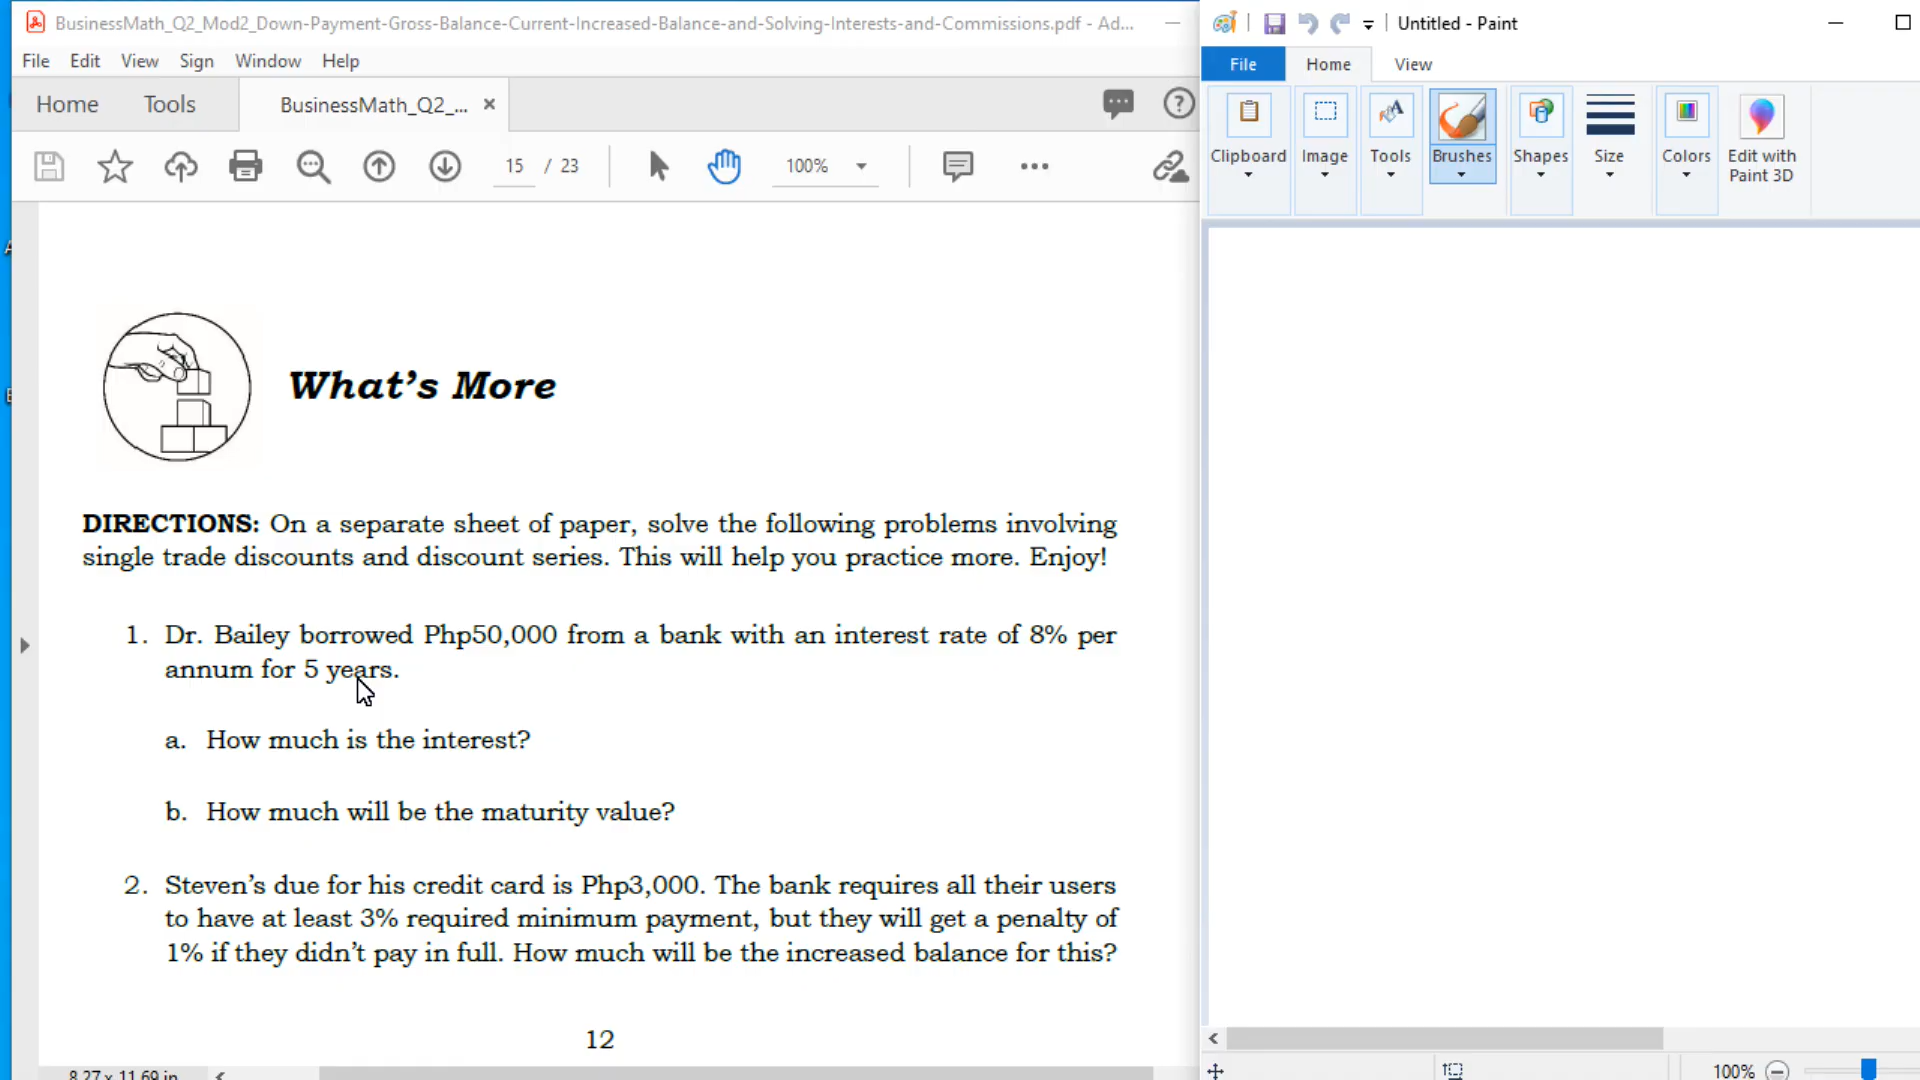 BusinessMath_Q2_Mod2_Down-Payment-Gross-Balance-Current-Increased-Balance-and-Solving-Interests-and-Commissions.pdf - Ad...
File Edit View Sign Window Help
Home Tools BusinessMath_Q2_... ×
15 / 23 100%
What's More
DIRECTIONS: On a separate sheet of paper, solve the following problems involving
single trade discounts and discount series. This will help you practice more. Enjoy!
1. Dr. Bailey borrowed Php50,000 from a bank with an interest rate of 8% per
annum for 5 years.
a. How much is the interest?
b. How much will be the maturity value?
2. Steven's due for his credit card is Php3,000. The bank requires all their users
to have at least 3% required minimum payment, but they will get a penalty of
1% if they didn't pay in full. How much will be the increased balance for this?
12
8.27 x 11.69 in
Untitled - Paint
File Home View
Clipboard Image Tools Brushes Shapes Size Colors Edit with
Paint 3D
100%